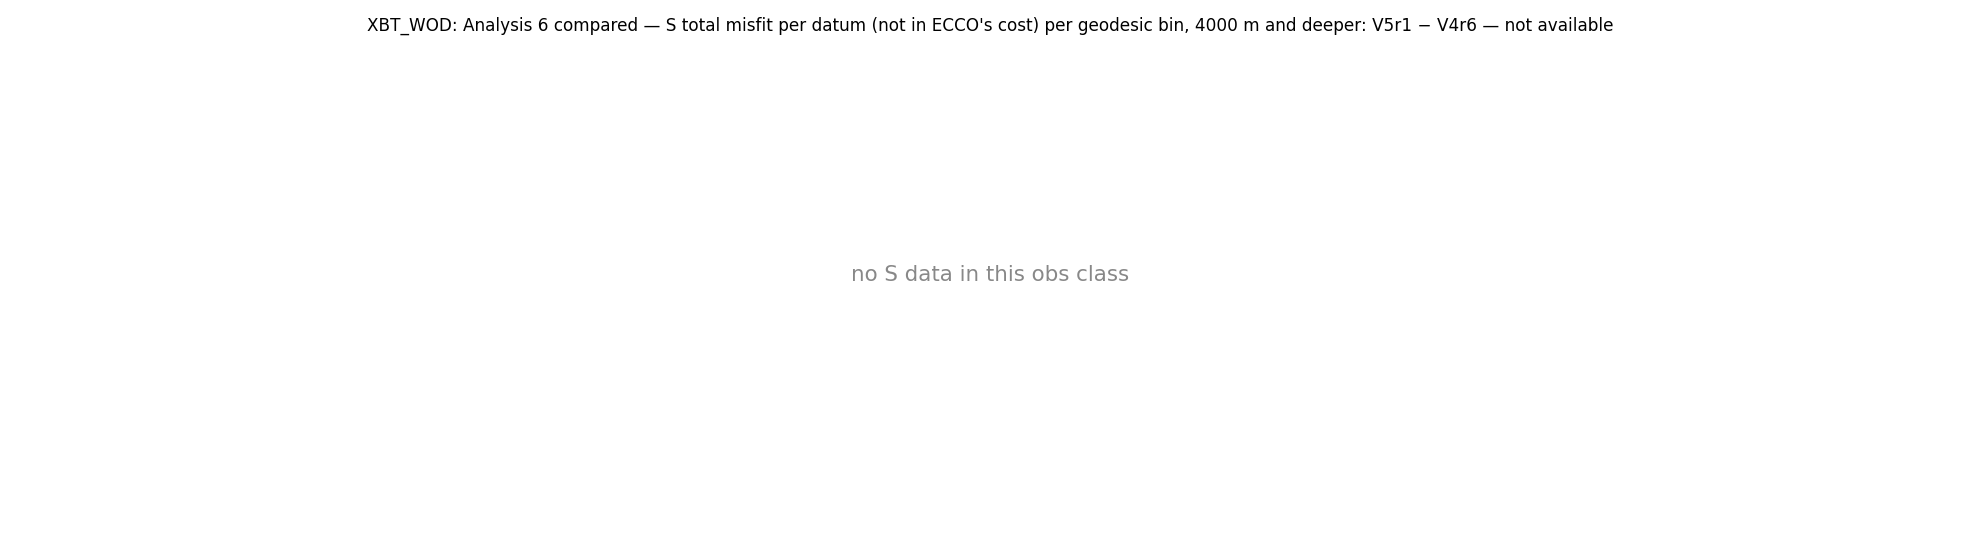 XBT_WOD: Analysis 6 compared — S total misfit per datum (not in ECCO's cost) per geodesic bin, 4000 m and deeper: V5r1 − V4r6 — not available
no S data in this obs class